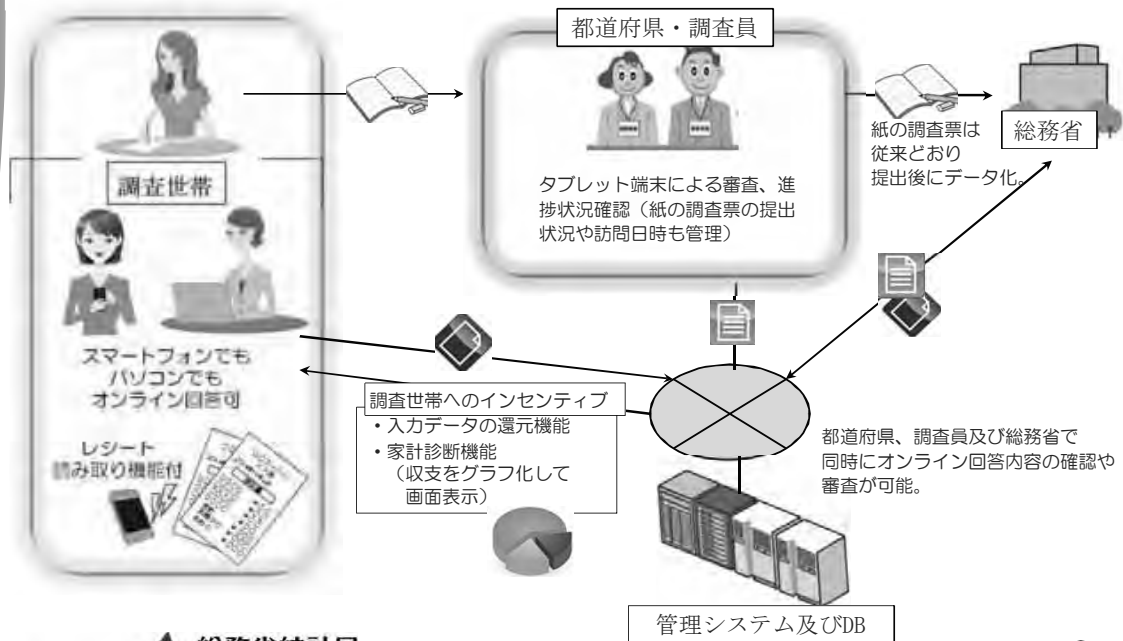 都道府県・調査員
タブレット端末による審査、進
捗状況確認（紙の調査票の提出
状況や訪問日時も管理）
紙の調査票は
従来どおり
提出後にデータ化。
総務省
調査世帯
スマートフォンでも
パソコンでも
オンライン回答可
レシート
読み取り機能付
調査世帯へのインセンティブ
・入力データの還元機能
・家計診断機能
（収支をグラフ化して
画面表示）
都道府県、調査員及び総務省で
同時にオンライン回答内容の確認や
審査が可能。
管理システム及びDB